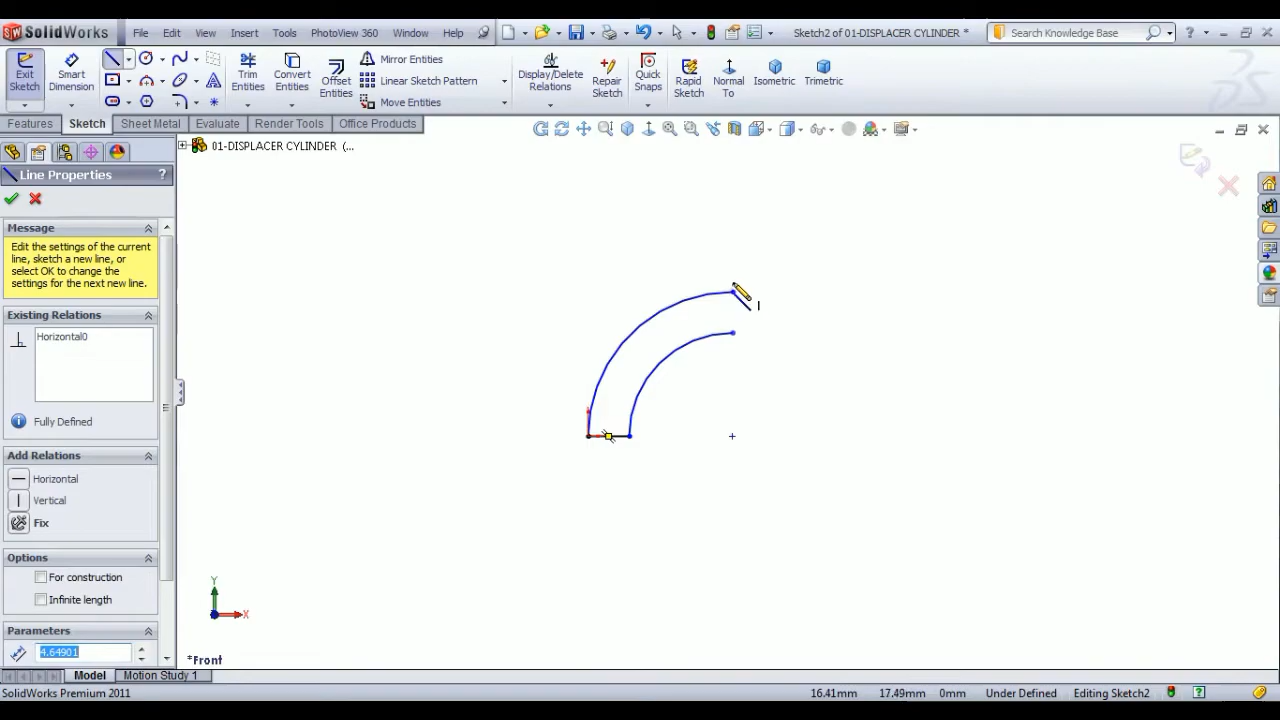 SolidWorks
File Edit View Insert Tools PhotoView 360 Window Help
Sketch2 of 01-DISPLACER CYLINDER *
Search Knowledge Base
Exit Sketch
Smart Dimension
Trim Entities
Convert Entities
Offset Entities
Mirror Entities
Linear Sketch Pattern
Move Entities
Display/Delete Relations
Repair Sketch
Quick Snaps
Rapid Sketch
Normal To
Isometric
Trimetric
Features Sketch Sheet Metal Evaluate Render Tools Office Products
01-DISPLACER CYLINDER (...
Line Properties ?
Message
Edit the settings of the current
line, sketch a new line, or
select OK to change the
settings for the next new line.
Existing Relations
Horizontal0
Fully Defined
Add Relations
Horizontal
Vertical
Fix
Options
For construction
Infinite length
Parameters
4.64901
Y
X
*Front
Model Motion Study 1
SolidWorks Premium 2011
16.41mm 17.49mm 0mm Under Defined Editing Sketch2